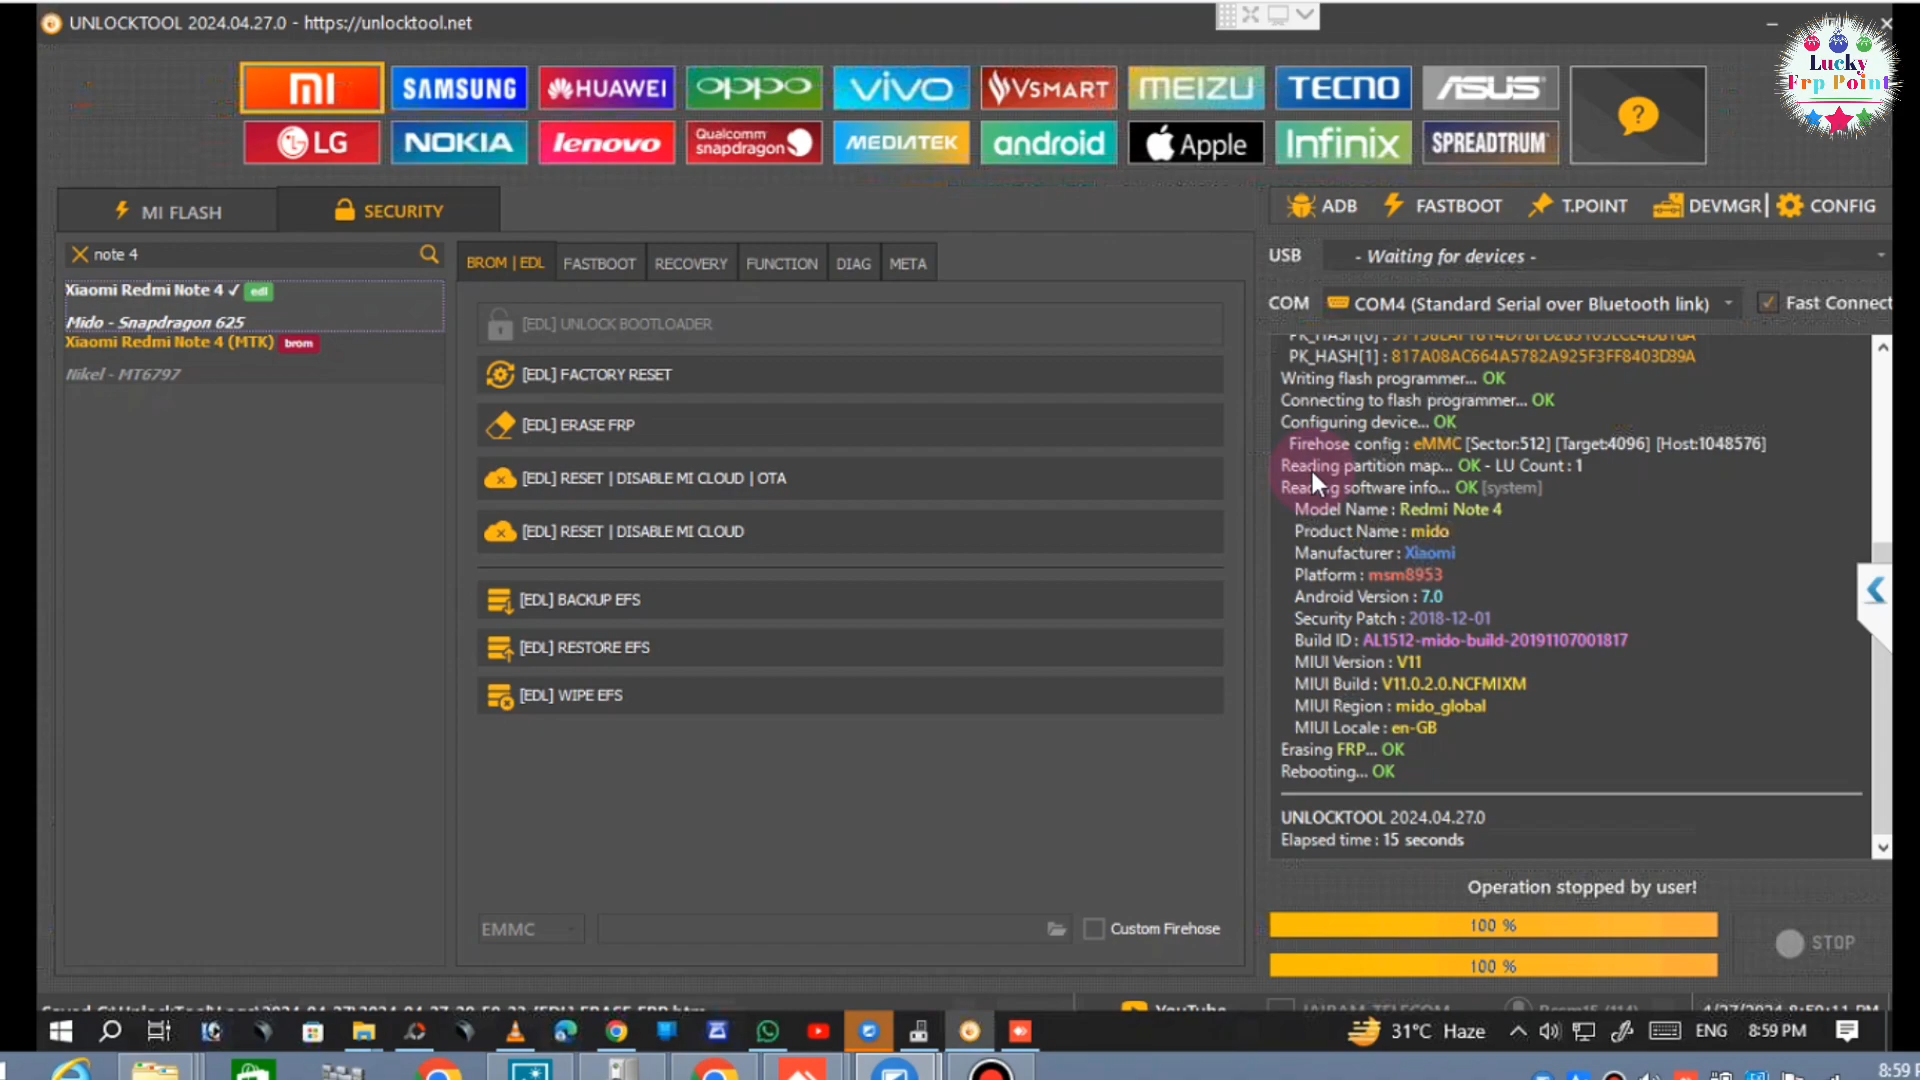 UNLOCKTOOL 2024.04.27.0 - https://unlocktool.net
Lucky
Frp Point
MI
SAMSUNG
HUAWEI
oppo
vivo
VSMART
MEIZU
TECNO
ASUS
?
LG
NOKIA
lenovo
Qualcomm
snapdragon
MEDIATEK
android
Apple
Infinix
SPREADTRUM
MI FLASH
SECURITY
ADB
FASTBOOT
T.POINT
DEVMGR
CONFIG
note 4
Xiaomi Redmi Note 4 ✓ edl
Mido - Snapdragon 625
Xiaomi Redmi Note 4 (MTK) brom
Nikel - MT6797
BROM | EDL
FASTBOOT
RECOVERY
FUNCTION
DIAG
META
[EDL] UNLOCK BOOTLOADER
[EDL] FACTORY RESET
[EDL] ERASE FRP
[EDL] RESET | DISABLE MI CLOUD | OTA
[EDL] RESET | DISABLE MI CLOUD
[EDL] BACKUP EFS
[EDL] RESTORE EFS
[EDL] WIPE EFS
EMMC
Custom Firehose
USB - Waiting for devices -
COM COM4 (Standard Serial over Bluetooth link) Fast Connect
PK_HASH[1] : 817A08AC664A5782A925F3FF8403D39A
Writing flash programmer... OK
Connecting to flash programmer... OK
Configuring device... OK
Firehose config : eMMC [Sector:512] [Target:4096] [Host:1048576]
Reading partition map... OK - LU Count : 1
Reading software info... OK [system]
Model Name : Redmi Note 4
Product Name : mido
Manufacturer : Xiaomi
Platform : msm8953
Android Version : 7.0
Security Patch : 2018-12-01
Build ID : AL1512-mido-build-20191107001817
MIUI Version : V11
MIUI Build : V11.0.2.0.NCFMIXM
MIUI Region : mido_global
MIUI Locale : en-GB
Erasing FRP... OK
Rebooting... OK
UNLOCKTOOL 2024.04.27.0
Elapsed time : 15 seconds
Operation stopped by user!
100 %
100 %
STOP
YouTube
31°C Haze
ENG
8:59 PM
8:59